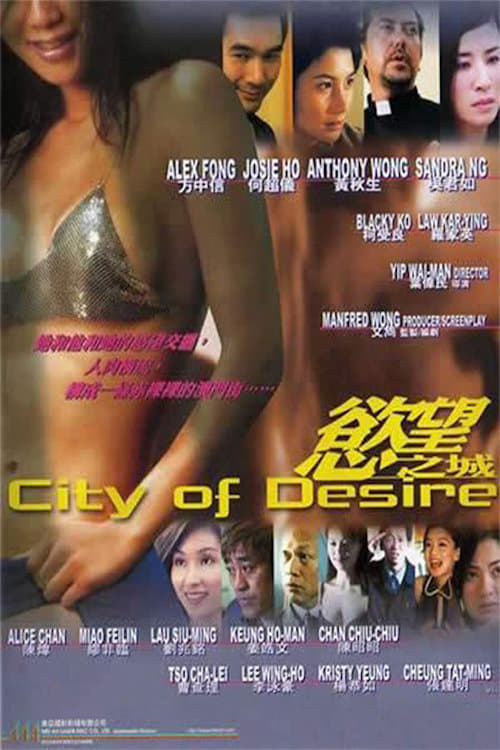 ALEX FONG JOSIE HO ANTHONY WONG SANDRA NG
方中信 何超儀 黃秋生 吳君如
BLACKY KO LAW KAR-YING
柯受良 羅家英
YIP WAI-MAN DIRECTOR
葉偉民 導演
MANFRED WONG PRODUCER/SCREENPLAY
文雋 監製/編劇
慾望之城
City of Desire
ALICE CHAN MIAO FEILIN LAU SIU-MING KEUNG HO-MAN CHAN CHIU-CHIU
陳煒 廖菲臨 劉兆銘 姜皓文 陳昭昭
TSO CHA-LEI LEE WING-HO KRISTY YEUNG CHEUNG TAT-MING
曹查理 李泳豪 楊恭如 張達明